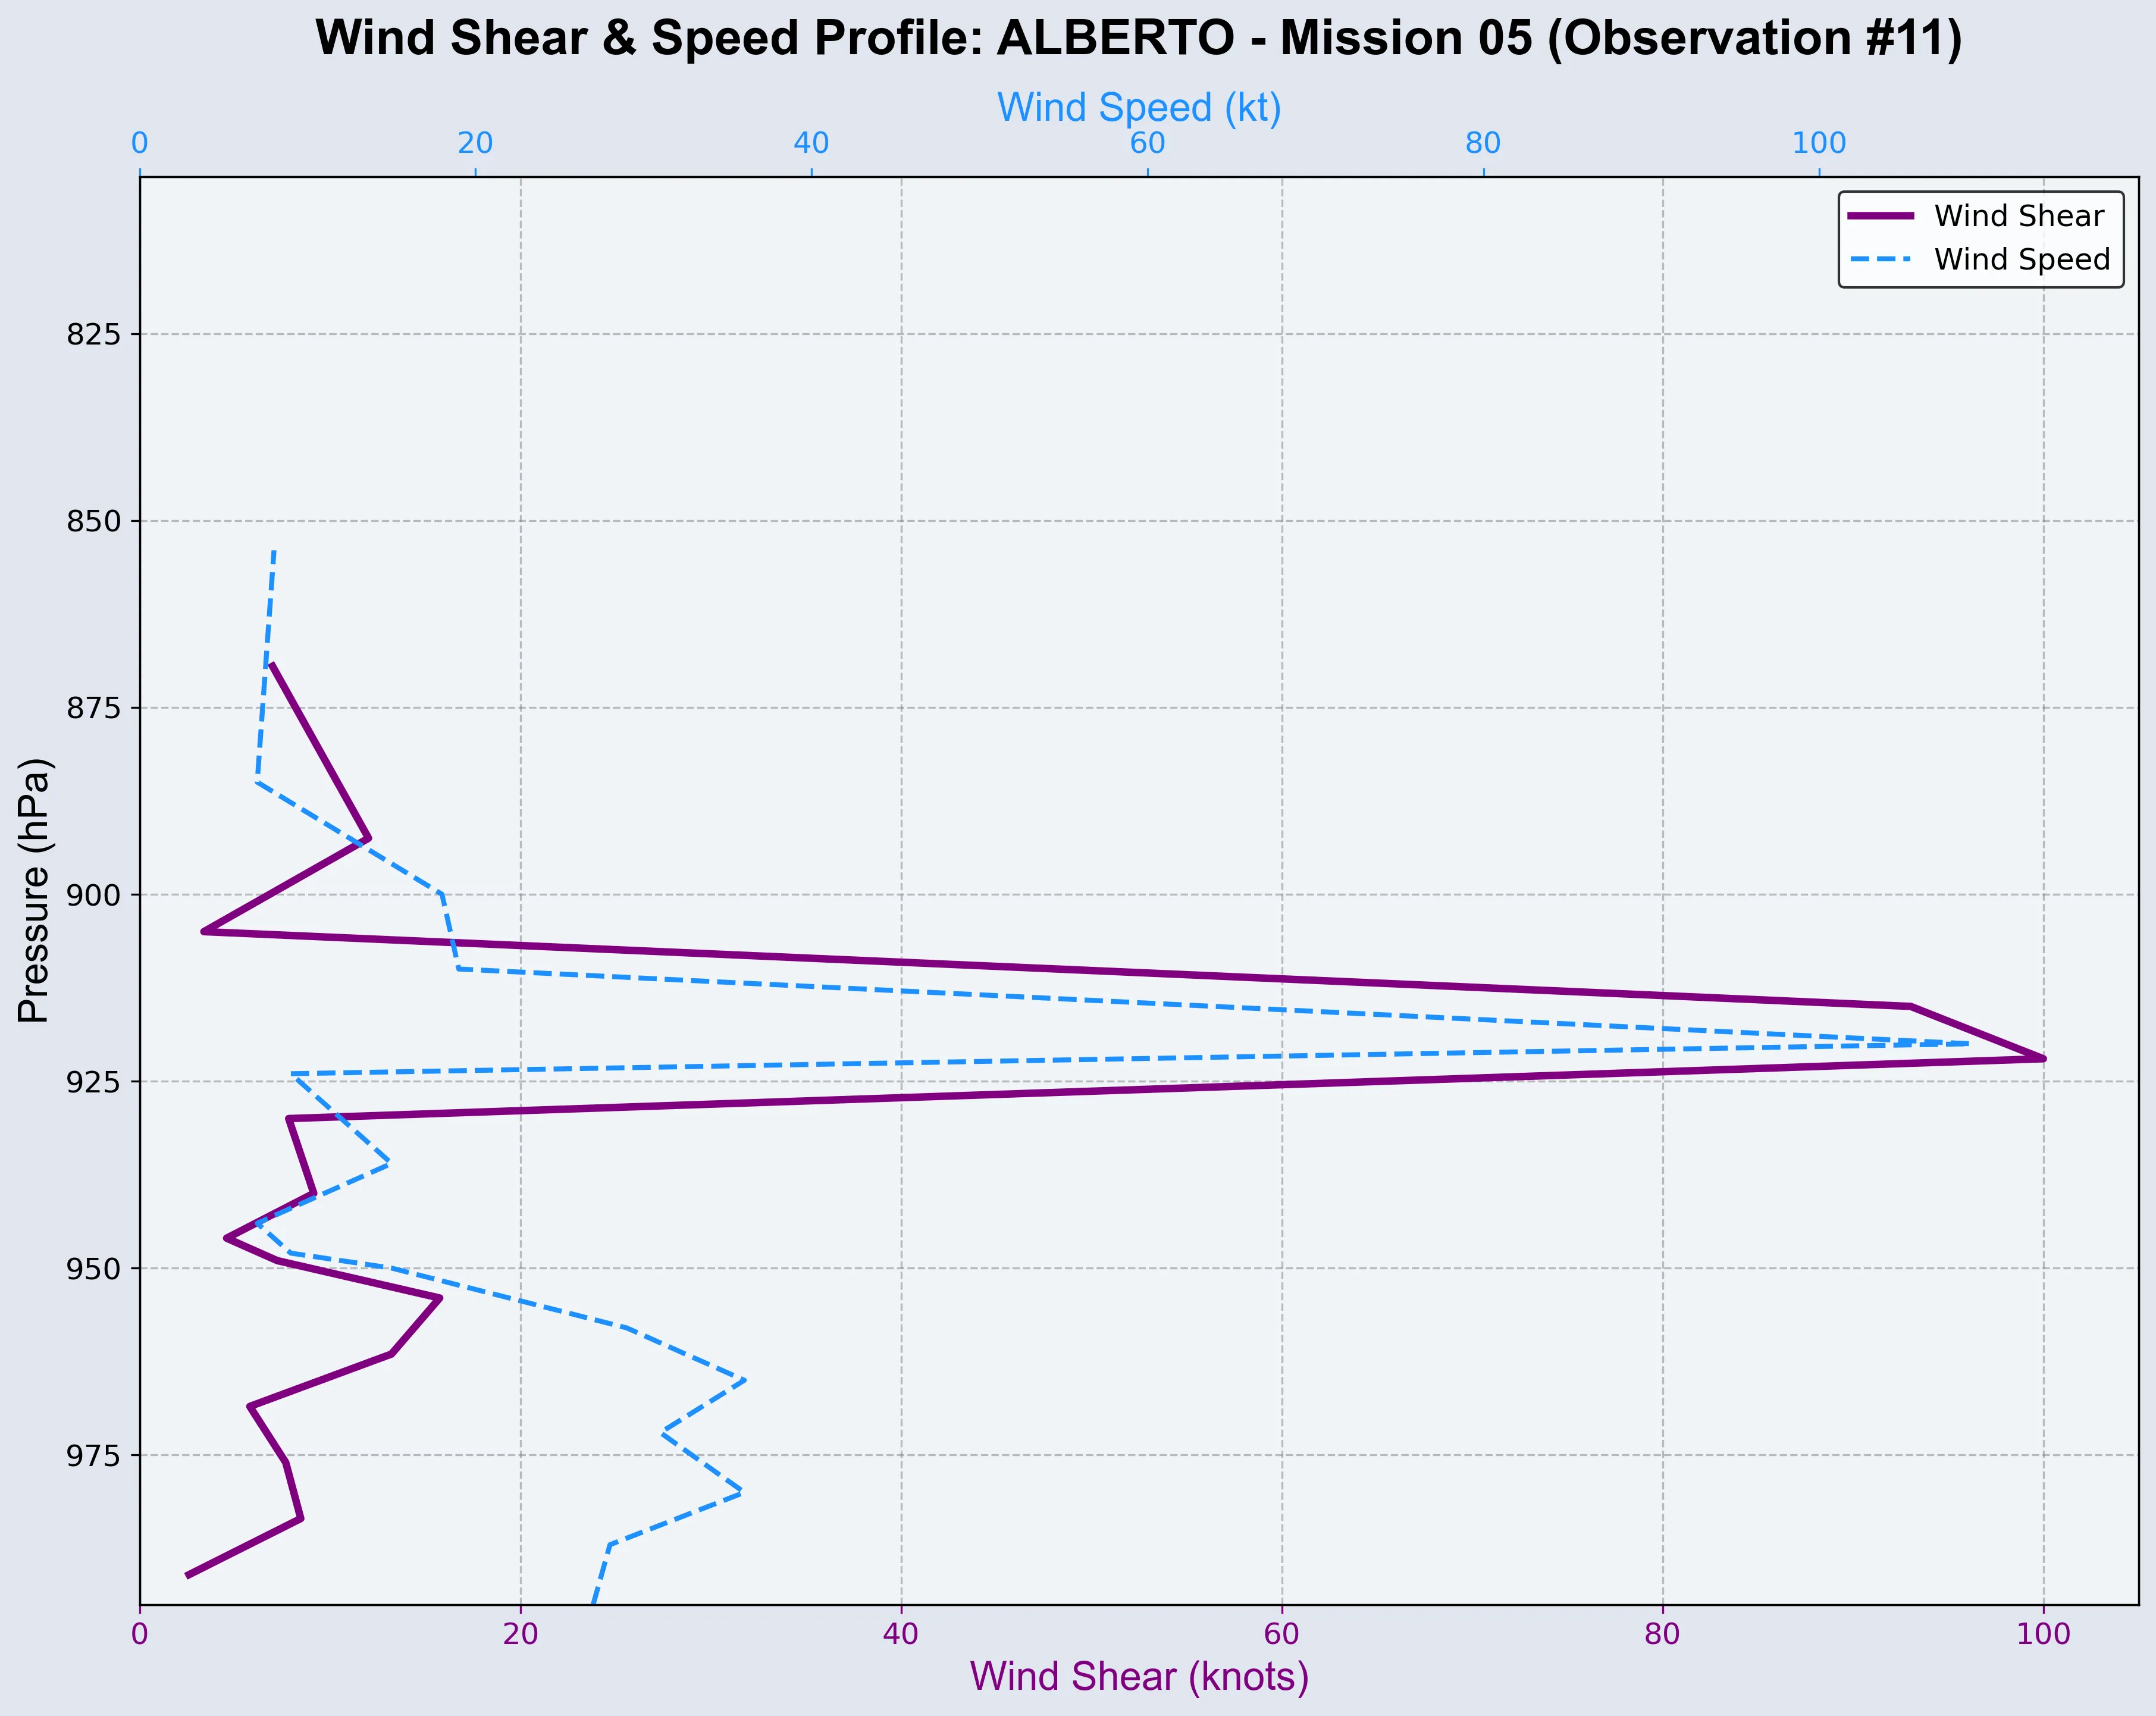 Wind Shear & Speed Profile: ALBERTO - Mission 05 (Observation #11)
Wind Speed (kt)
0 20 40 60 80 100
Wind Shear
Wind Speed
825
850
875
900
925
950
975
Pressure (hPa)
0 20 40 60 80 100
Wind Shear (knots)